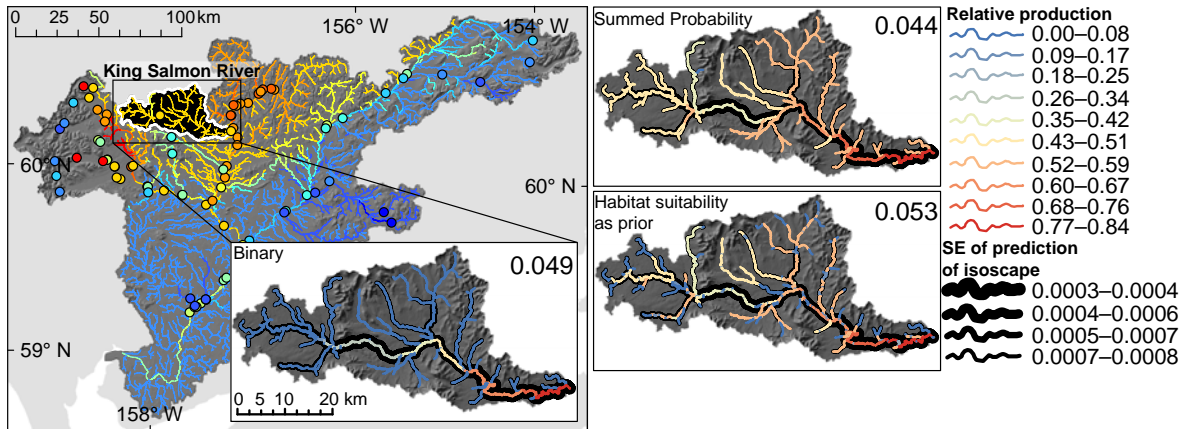 0 25 50 100 km
156° W
154° W
King Salmon River
60° N
60° N
59° N
158° W
Binary
0.049
0 10 20 km
Summed Probability
0.044
Habitat suitability
as prior
0.053
Relative production
0.00–0.08
0.09–0.17
0.18–0.25
0.26–0.34
0.35–0.42
0.43–0.51
0.52–0.59
0.60–0.67
0.68–0.76
0.77–0.84
SE of prediction
of isoscape
0.0003–0.0004
0.0004–0.0006
0.0005–0.0007
0.0007–0.0008